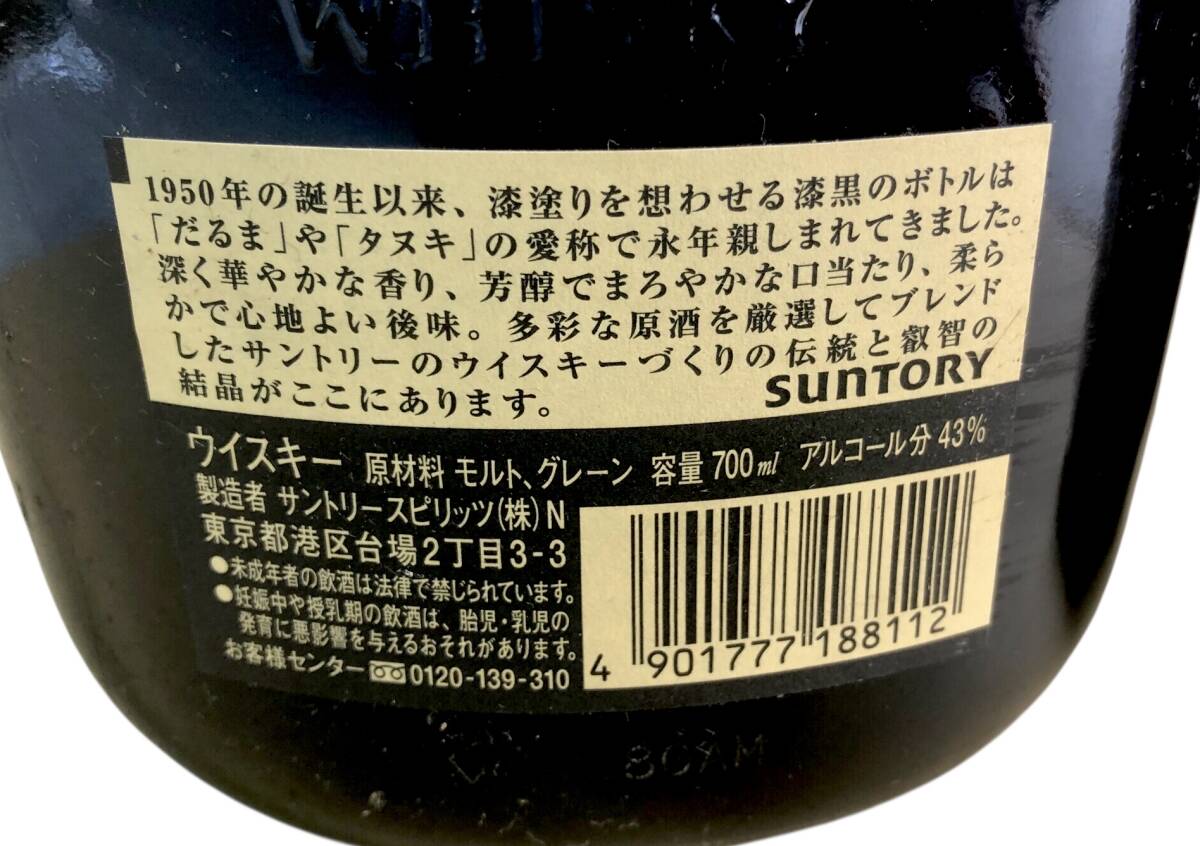 1950年の誕生以来、漆塗りを想わせる漆黒のボトルは
「だるま」や「タヌキ」の愛称で永年親しまれてきました。
深く華やかな香り、芳醇でまろやかな口当たり、柔ら
かで心地よい後味。多彩な原酒を厳選してブレンド
したサントリーのウイスキーづくりの伝統と叡智の
結晶がここにあります。
SUNTORY
ウイスキー 原材料 モルト、グレーン 容量 700ml アルコール分 43%
製造者 サントリースピリッツ(株) N
東京都港区台場2丁目3-3
●未成年者の飲酒は法律で禁じられています。
●妊娠中や授乳期の飲酒は、胎児・乳児の
発育に悪影響を与えるおそれがあります。
お客様センター 0120-139-310
4 901777 188112